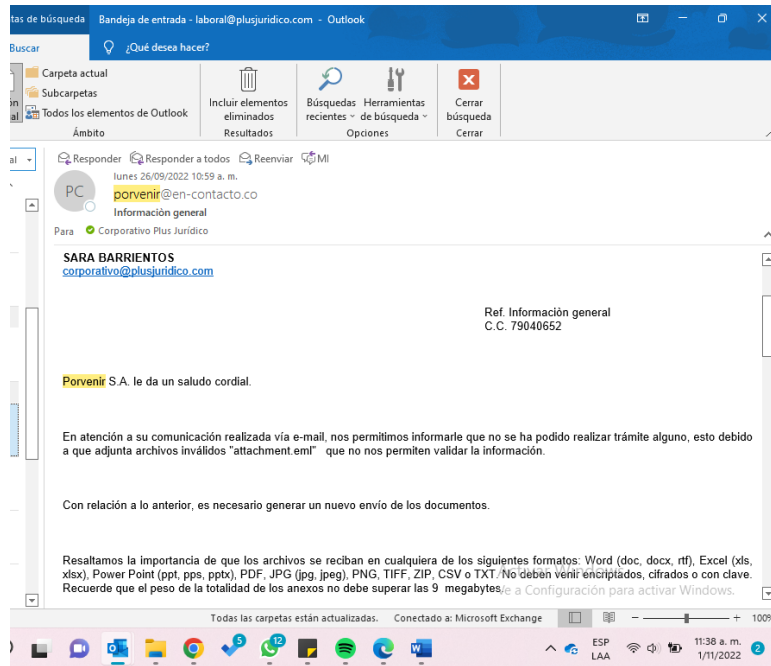 tas de búsqueda Bandeja de entrada - laboral@plusjuridico.com - Outlook
Buscar ¿Qué desea hacer?
Carpeta actual
Subcarpetas
Todos los elementos de Outlook
Ámbito
Incluir elementos
eliminados
Resultados
Búsquedas
recientes
Herramientas
de búsqueda
Opciones
Cerrar
búsqueda
Cerrar
Responder Responder a todos Reenviar MI
lunes 26/09/2022 10:59 a. m.
PC
porvenir@en-contacto.co
Informaciòn general
Para Corporativo Plus Jurídico
SARA BARRIENTOS
corporativo@plusjuridico.com
Ref. Informaciòn general
C.C. 79040652
Porvenir S.A. le da un saludo cordial.
En atención a su comunicación realizada vía e-mail, nos permitimos informarle que no se ha podido realizar trámite alguno, esto debido
a que adjunta archivos inválidos "attachment.eml" que no nos permiten validar la información.
Con relación a lo anterior, es necesario generar un nuevo envío de los documentos.
Resaltamos la importancia de que los archivos se reciban en cualquiera de los siguientes formatos: Word (doc, docx, rtf), Excel (xls,
xlsx), Power Point (ppt, pps, pptx), PDF, JPG (jpg, jpeg), PNG, TIFF, ZIP, CSV o TXT. No deben venir encriptados, cifrados o con clave.
Recuerde que el peso de la totalidad de los anexos no debe superar las 9 megabytes.
Activar Windows
Ve a Configuración para activar Windows.
Todas las carpetas están actualizadas. Conectado a: Microsoft Exchange 100%
5
12
ESP
LAA
11:38 a. m.
1/11/2022
2